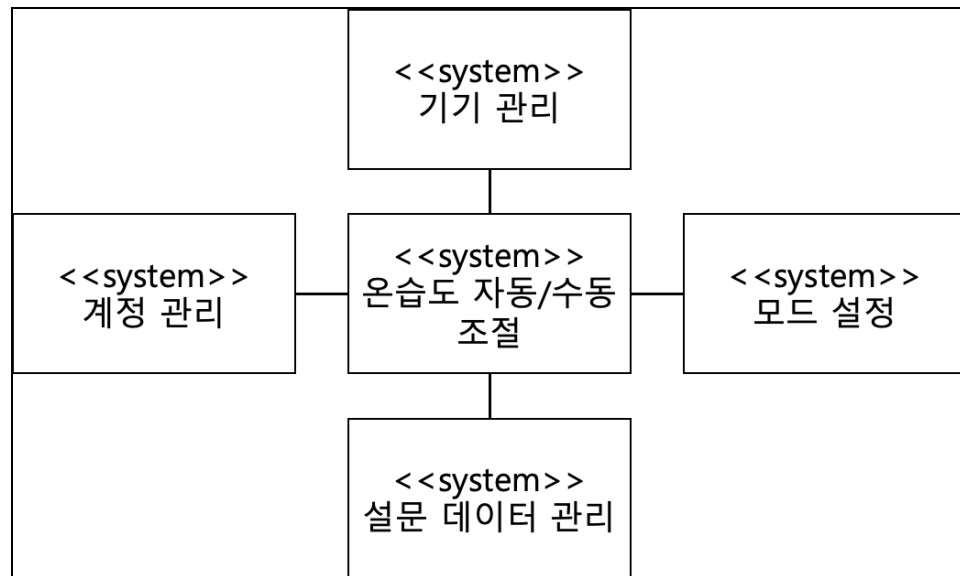 <<system>>
기기 관리
<<system>>
계정 관리
<<system>>
온습도 자동/수동
조절
<<system>>
모드 설정
<<system>>
설문 데이터 관리